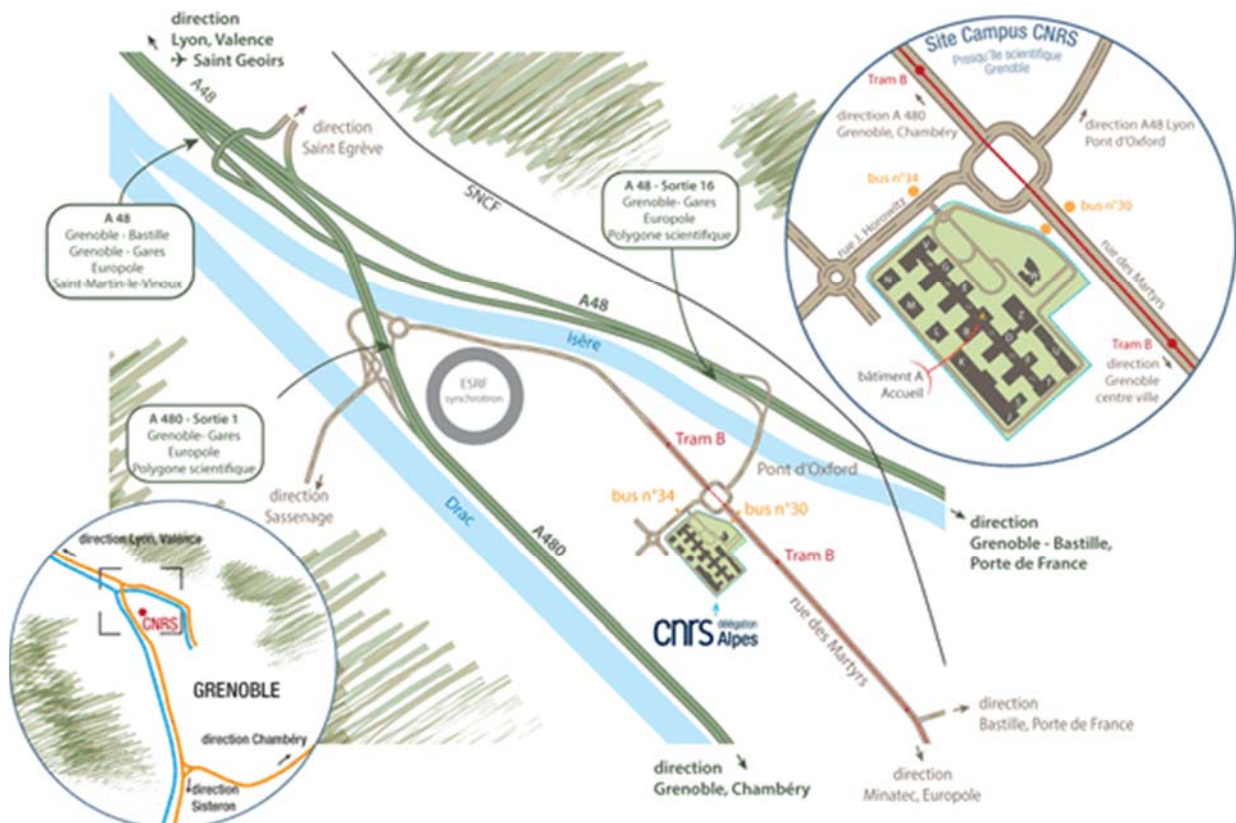 direction
Lyon, Valence
Saint Geoirs
A48
direction
Saint Egrève
A 48
Grenoble - Bastille
Grenoble - Gares
Europole
Saint-Martin-le-Vinoux
SNCF
A 48 - Sortie 16
Grenoble- Gares
Europole
Polygone scientifique
A48
Isère
ESRF
synchrotron
A 480 - Sortie 1
Grenoble- Gares
Europole
Polygone scientifique
direction
Sassenage
Drac
A480
Tram B
Pont d'Oxford
bus n°34
bus n°30
Tram B
rue des Martyrs
cnrs
délégation
Alpes
direction
Grenoble - Bastille,
Porte de France
direction
Bastille, Porte de France
direction
Minatec, Europole
direction
Grenoble, Chambéry
Site Campus CNRS
Presqu'île scientifique
Grenoble
Tram B
direction A 480
Grenoble, Chambéry
direction A48 Lyon
Pont d'Oxford
bus n°34
bus n°30
rue J. Horowitz
rue des Martyrs
Tram B
direction
Grenoble
centre ville
bâtiment A
Accueil
direction Lyon, Valence
CNRS
GRENOBLE
direction Chambéry
direction
Sisteron